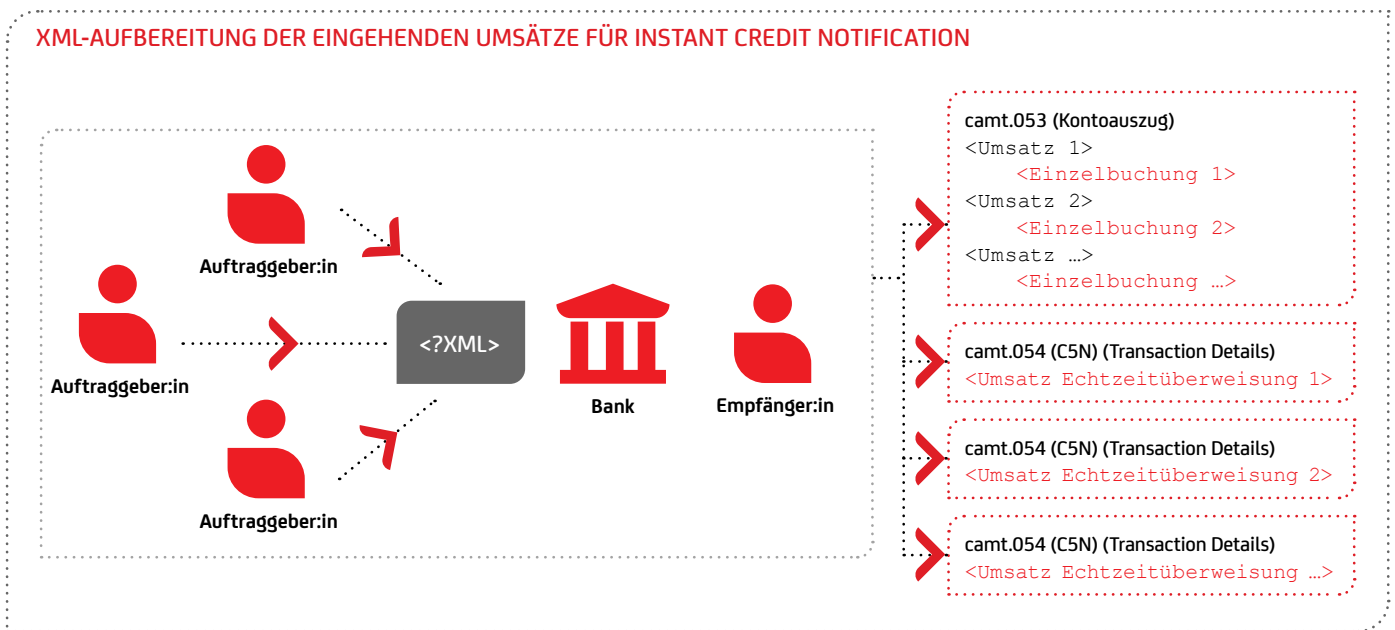 XML-AUFBEREITUNG DER EINGEHENDEN UMSÄTZE FÜR INSTANT CREDIT NOTIFICATION
Auftraggeber:in
Auftraggeber:in
Auftraggeber:in
<?XML>
Bank
Empfänger:in
camt.053 (Kontoauszug)
<Umsatz 1>
<Einzelbuchung 1>
<Umsatz 2>
<Einzelbuchung 2>
<Umsatz …>
<Einzelbuchung …>
camt.054 (C5N) (Transaction Details)
<Umsatz Echtzeitüberweisung 1>
camt.054 (C5N) (Transaction Details)
<Umsatz Echtzeitüberweisung 2>
camt.054 (C5N) (Transaction Details)
<Umsatz Echtzeitüberweisung …>